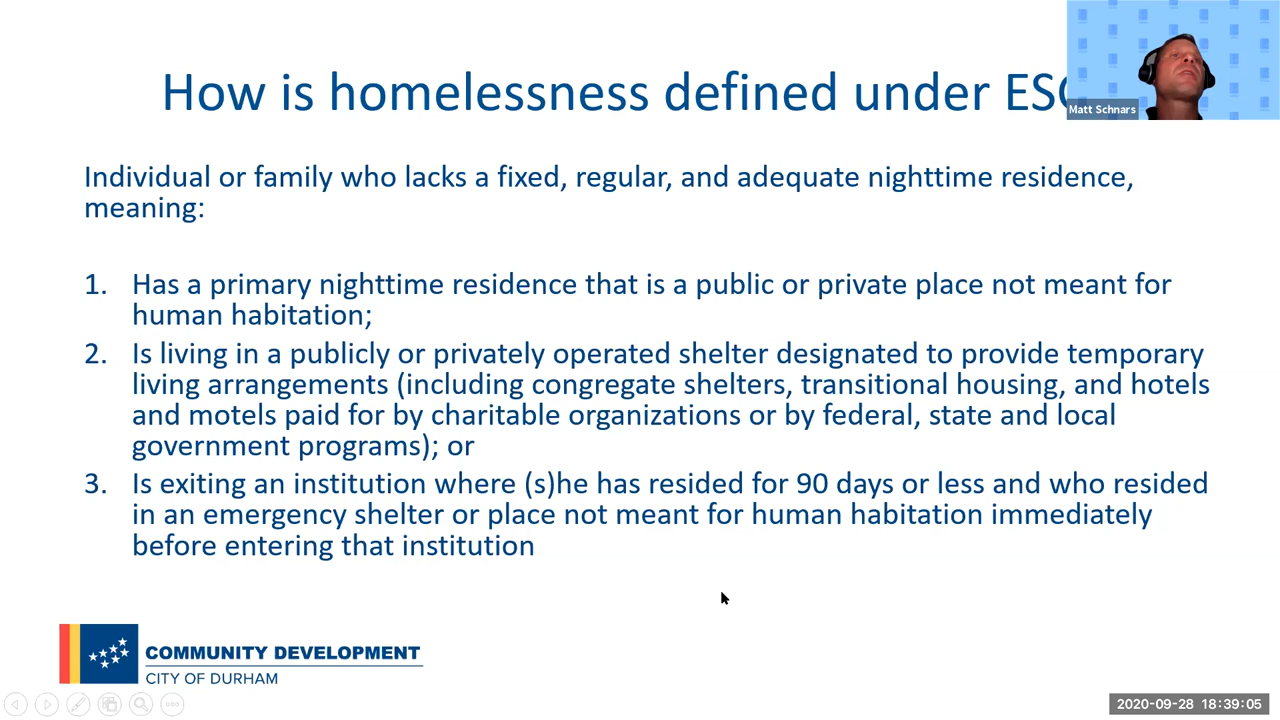 How is homelessness defined under ESG
Matt Schnars
Individual or family who lacks a fixed, regular, and adequate nighttime residence,
meaning:
1. Has a primary nighttime residence that is a public or private place not meant for
human habitation;
2. Is living in a publicly or privately operated shelter designated to provide temporary
living arrangements (including congregate shelters, transitional housing, and hotels
and motels paid for by charitable organizations or by federal, state and local
government programs); or
3. Is exiting an institution where (s)he has resided for 90 days or less and who resided
in an emergency shelter or place not meant for human habitation immediately
before entering that institution
COMMUNITY DEVELOPMENT
CITY OF DURHAM
2020-09-28 18:39:05